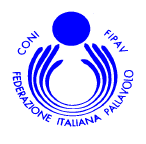 CONI FIPAV
FEDERAZIONE ITALIANA PALLAVOLO